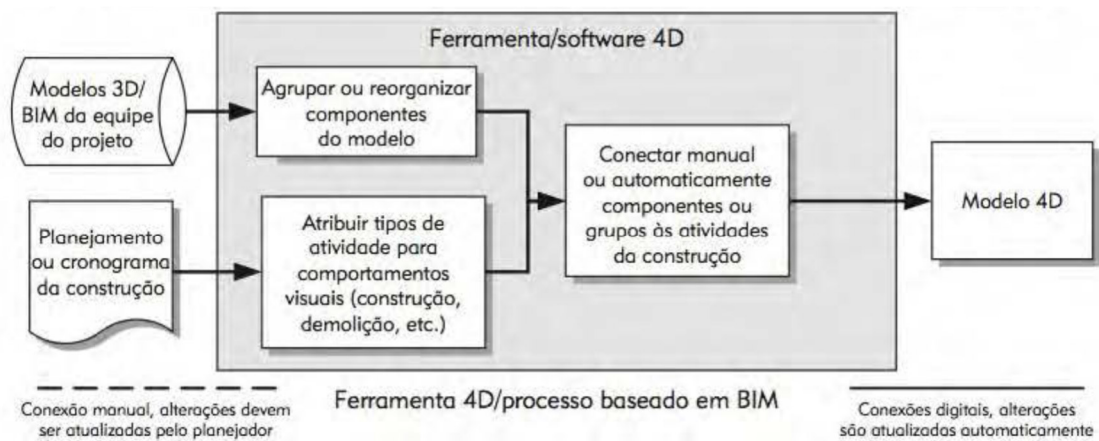 Ferramenta/software 4D
Modelos 3D/
BIM da equipe
do projeto
Agrupar ou reorganizar
componentes
do modelo
Planejamento
ou cronograma
da construção
Atribuir tipos de
atividade para
comportamentos
visuais (construção,
demolição, etc.)
Conectar manual
ou automaticamente
componentes ou
grupos às atividades
da construção
Modelo 4D
Ferramenta 4D/processo baseado em BIM
Conexão manual, alterações devem
ser atualizadas pelo planejador
Conexões digitais, alterações
são atualizadas automaticamente